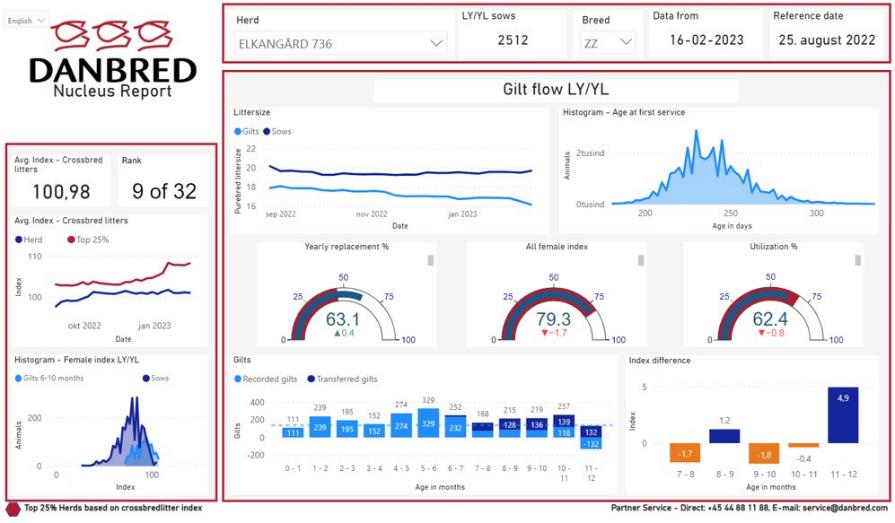 English
DANBRED
Nucleus Report
Herd
ELKANGÅRD 736
LY/YL sows
2512
Breed
ZZ
Data from
16-02-2023
Reference date
25. august 2022
Avg. Index - Crossbred
litters
100,98
Rank
9 of 32
Avg. Index - Crossbred litters
Herd
Top 25%
110
100
Index
okt 2022
jan 2023
Date
Histogram - Female index LY/YL
Gilts 6-10 months
Sows
200
0
Animals
0
100
Index
Gilt flow LY/YL
Littersize
Gilts
Sows
22
20
18
16
Purebred littersize
sep 2022
nov 2022
jan 2023
Date
Histogram - Age at first service
2tusind
0tusind
Animals
200
250
300
Age in days
Yearly replacement %
0
25
50
75
100
63.1
▲0.4
All female index
0
25
50
75
100
79.3
▼-1.7
Utilization %
0
25
50
75
100
62.4
▼-0.8
Gilts
Recorded gilts
Transferred gilts
400
200
0
-200
Gilts
111
239
195
152
274
329
252
168
215
219
257
111
239
195
152
274
329
232
128
136
139
118
132
-132
0 - 1
1 - 2
2 - 3
3 - 4
4 - 5
5 - 6
6 - 7
7 - 8
8 - 9
9 - 10
10 -
11
11 -
12
Age in months
Index difference
5
0
Index
-1,7
1,2
-1,8
-0,4
4,9
7 - 8
8 - 9
9 - 10
10 - 11
11 - 12
Age in months
Top 25% Herds based on crossbredlitter index
Partner Service - Direct: +45 44 88 11 88, E-mail: service@danbred.com